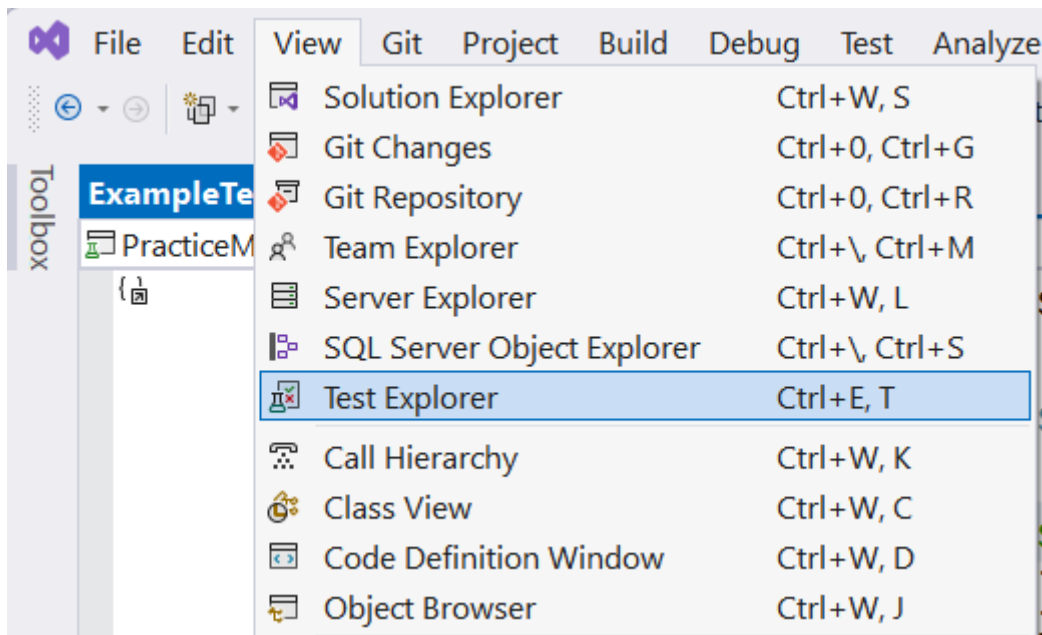 File Edit View Git Project Build Debug Test Analyze
Toolbox
Solution Explorer Ctrl+W, S
Git Changes Ctrl+0, Ctrl+G
ExampleTe
Git Repository Ctrl+0, Ctrl+R
PracticeM
Team Explorer Ctrl+\, Ctrl+M
Server Explorer Ctrl+W, L
SQL Server Object Explorer Ctrl+\, Ctrl+S
Test Explorer Ctrl+E, T
Call Hierarchy Ctrl+W, K
Class View Ctrl+W, C
Code Definition Window Ctrl+W, D
Object Browser Ctrl+W, J